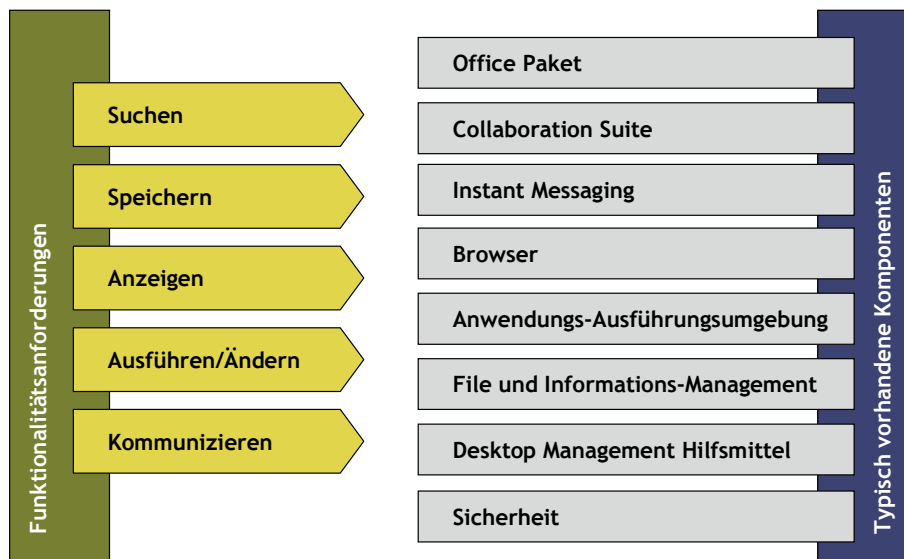 Funktionalitätsanforderungen
Suchen
Speichern
Anzeigen
Ausführen/Ändern
Kommunizieren
Office Paket
Collaboration Suite
Instant Messaging
Browser
Anwendungs-Ausführungsumgebung
File und Informations-Management
Desktop Management Hilfsmittel
Sicherheit
Typisch vorhandene Komponenten